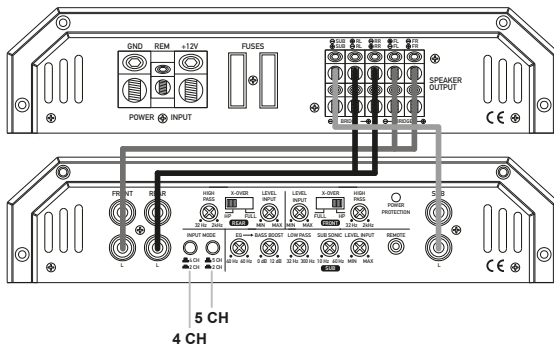 GND REM +12V
FUSES
⊖ SUB ⊖ RL ⊖ RR ⊖ FL ⊖ FR
⊕ SUB ⊕ RL ⊕ RR ⊕ FL ⊕ FR
SPEAKER
OUTPUT
POWER INPUT
BRIDGE BRIDGE
CE
FRONT REAR
HIGH
PASS
X-OVER
LEVEL
INPUT
LEVEL
INPUT
X-OVER
HIGH
PASS
POWER
PROTECTION
SUB
32 Hz 2kHz
HP FULL
REAR
MIN MAX
MIN MAX
FULL HP
FRONT
32 Hz 2kHz
INPUT MODE
EQ BASS BOOST
LOW PASS
SUB SONIC
LEVEL INPUT
REMOTE
L L
4 CH
2 CH
5 CH
2 CH
40 Hz 60 Hz
0 dB 12 dB
32 Hz 300 Hz
10 Hz 60Hz
MIN MAX
SUB
L
CE
5 CH
4 CH